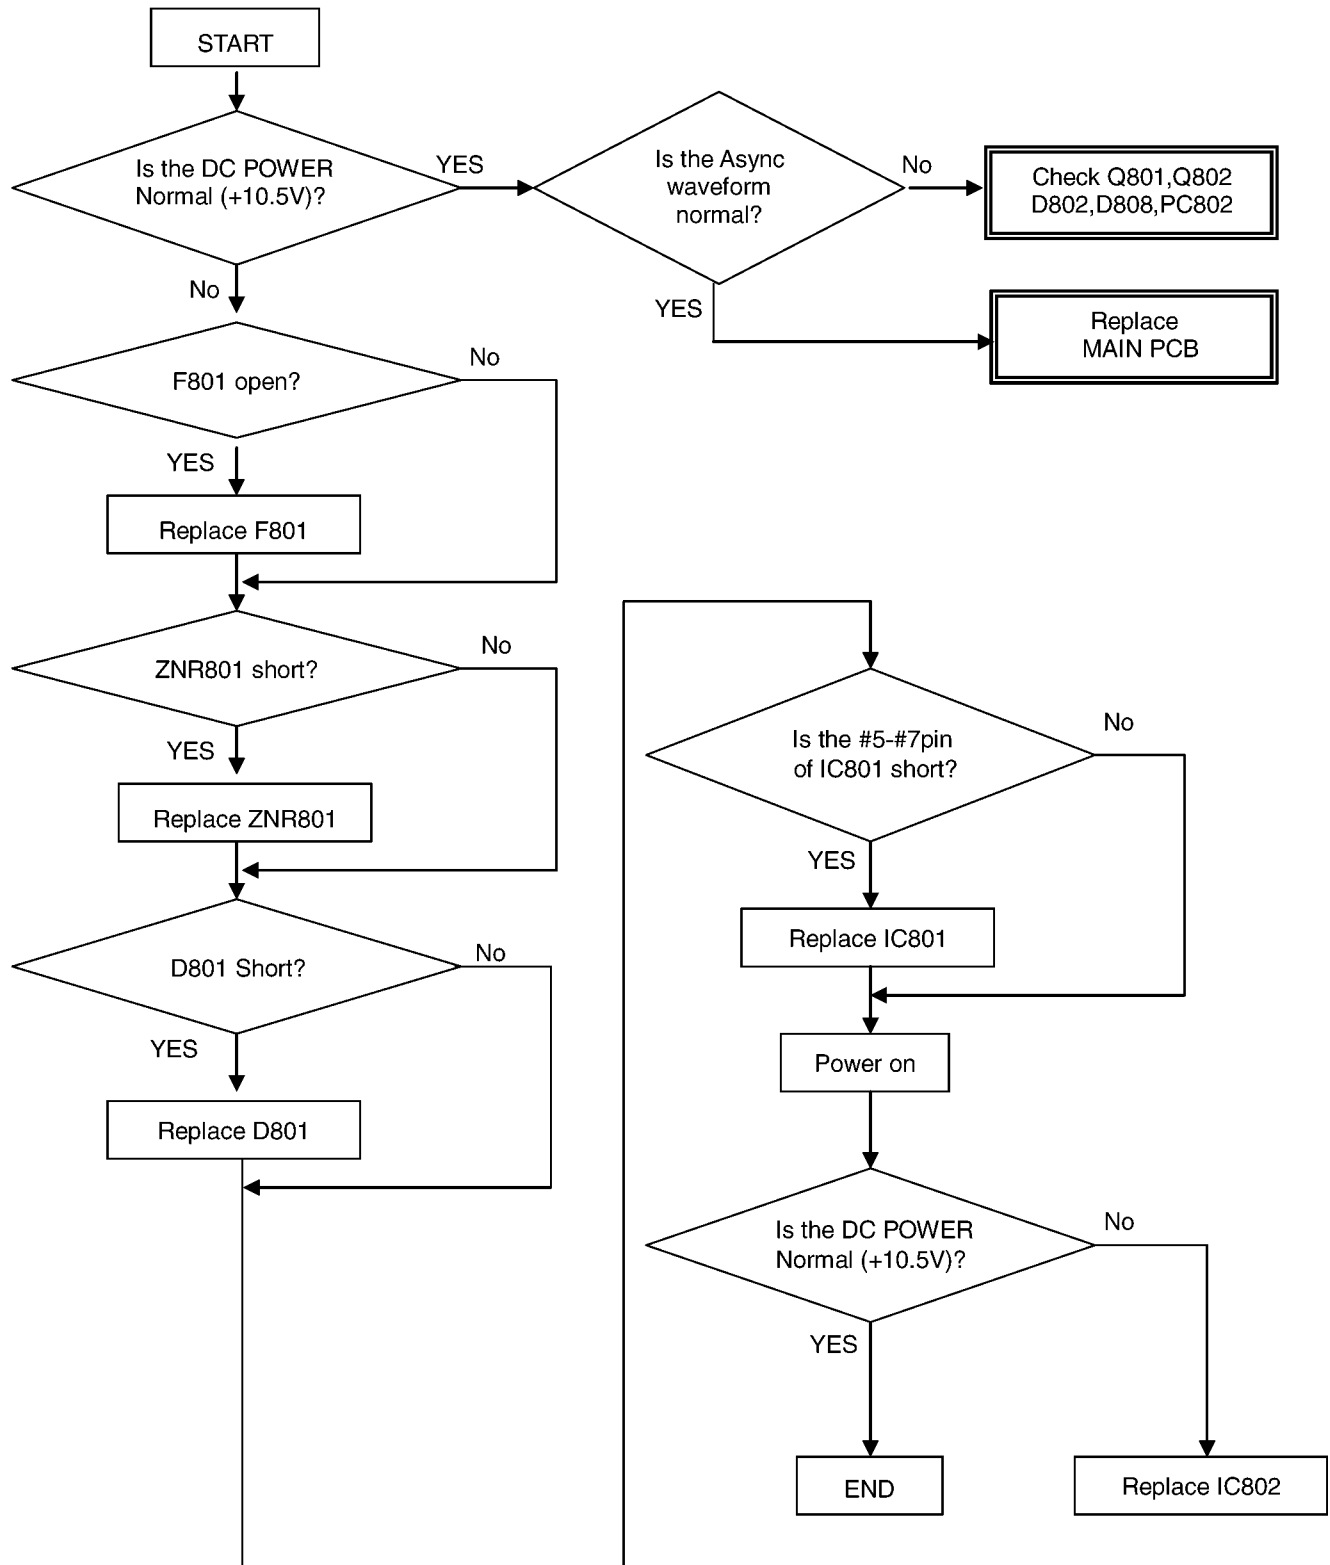 START
Is the DC POWER
Normal (+10.5V)?
YES
Is the Async
waveform
normal?
No
Check Q801,Q802
D802,D808,PC802
No
YES
Replace
MAIN PCB
F801 open?
No
YES
Replace F801
ZNR801 short?
No
YES
Replace ZNR801
D801 Short?
No
YES
Replace D801
Is the #5-#7pin
of IC801 short?
No
YES
Replace IC801
Power on
Is the DC POWER
Normal (+10.5V)?
No
YES
END
Replace IC802